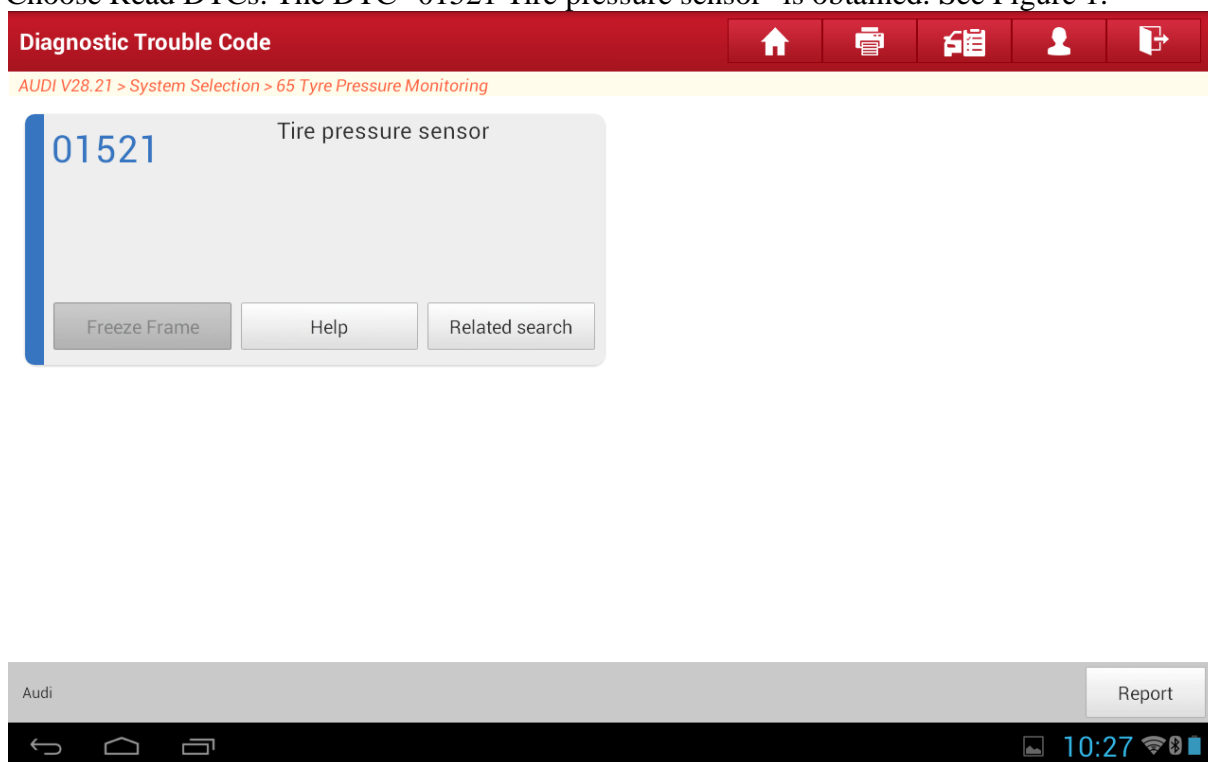 Choose Read DTCs. The DTC "01521 Tire pressure sensor" is obtained. See Figure 1.
Diagnostic Trouble Code
AUDI V28.21 > System Selection > 65 Tyre Pressure Monitoring
01521
Tire pressure sensor
Freeze Frame
Help
Related search
Audi
Report
10:27